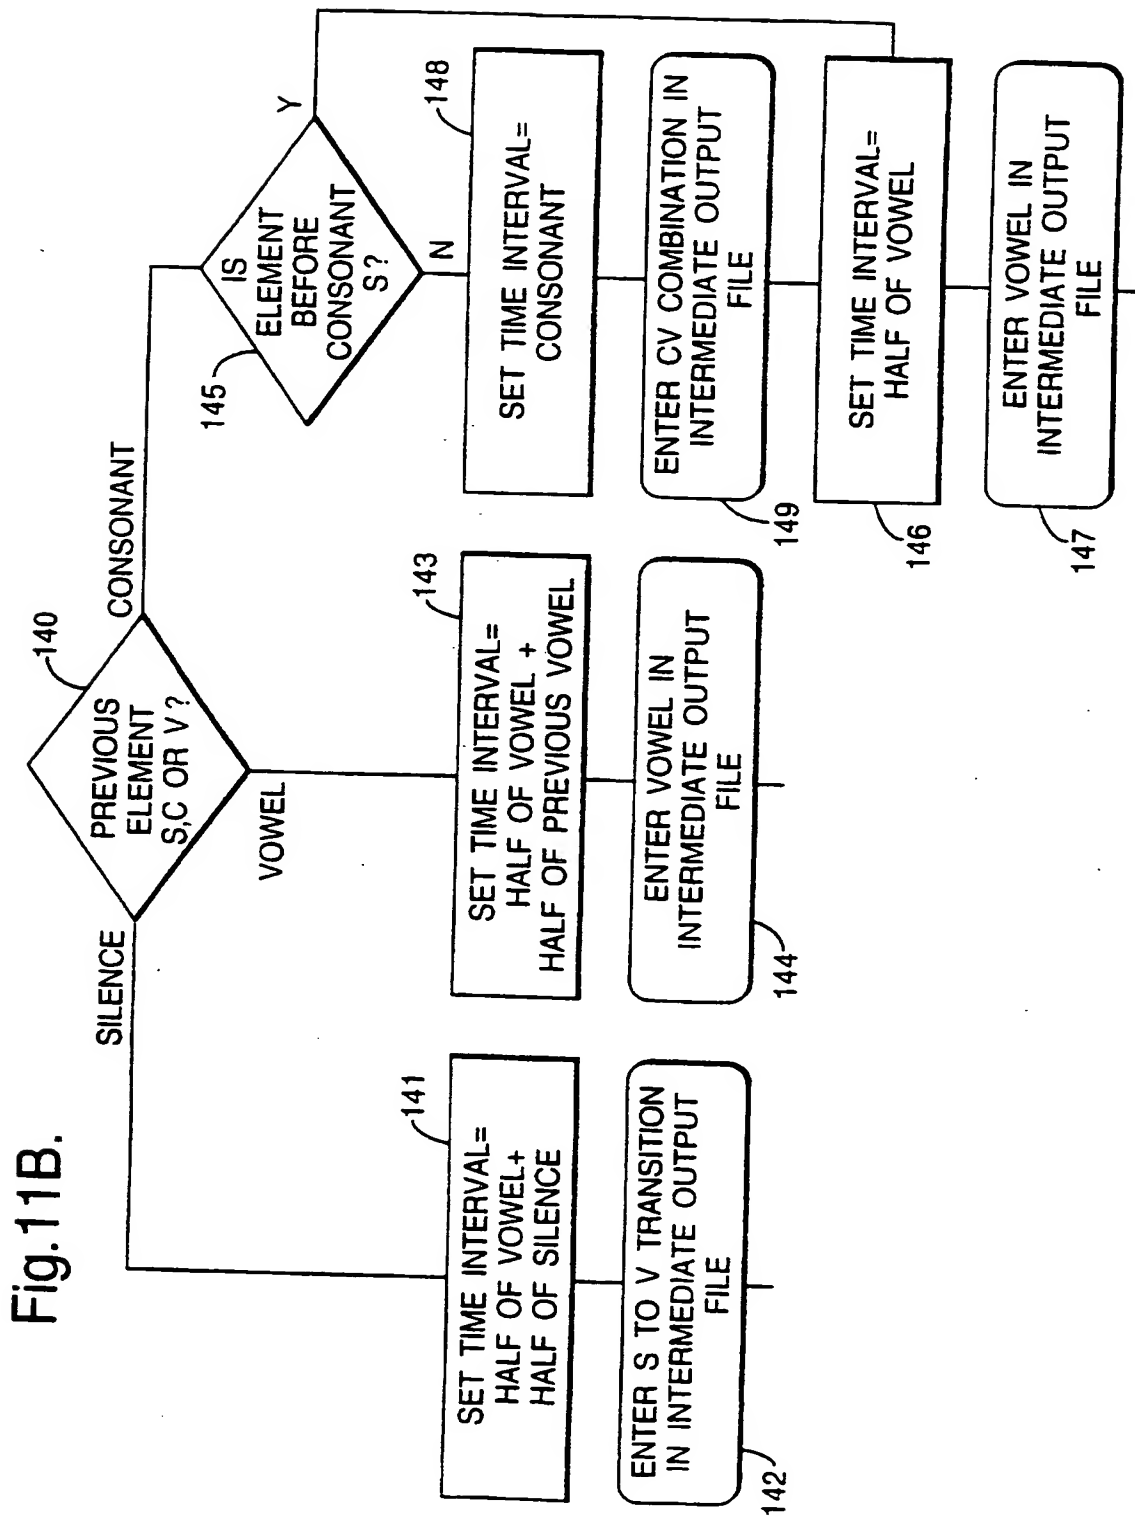 Fig.11B.
140
PREVIOUS
ELEMENT
S,C OR V?
SILENCE
VOWEL
CONSONANT
141
SET TIME INTERVAL=
HALF OF VOWEL+
HALF OF SILENCE
ENTER S TO V TRANSITION
IN INTERMEDIATE OUTPUT
FILE
142
143
SET TIME INTERVAL=
HALF OF VOWEL +
HALF OF PREVIOUS VOWEL
ENTER VOWEL IN
INTERMEDIATE OUTPUT
FILE
144
145
IS
ELEMENT
BEFORE
CONSONANT
S?
Y
N
148
SET TIME INTERVAL=
CONSONANT
ENTER CV COMBINATION IN
INTERMEDIATE OUTPUT
FILE
149
SET TIME INTERVAL=
HALF OF VOWEL
146
ENTER VOWEL IN
INTERMEDIATE OUTPUT
FILE
147